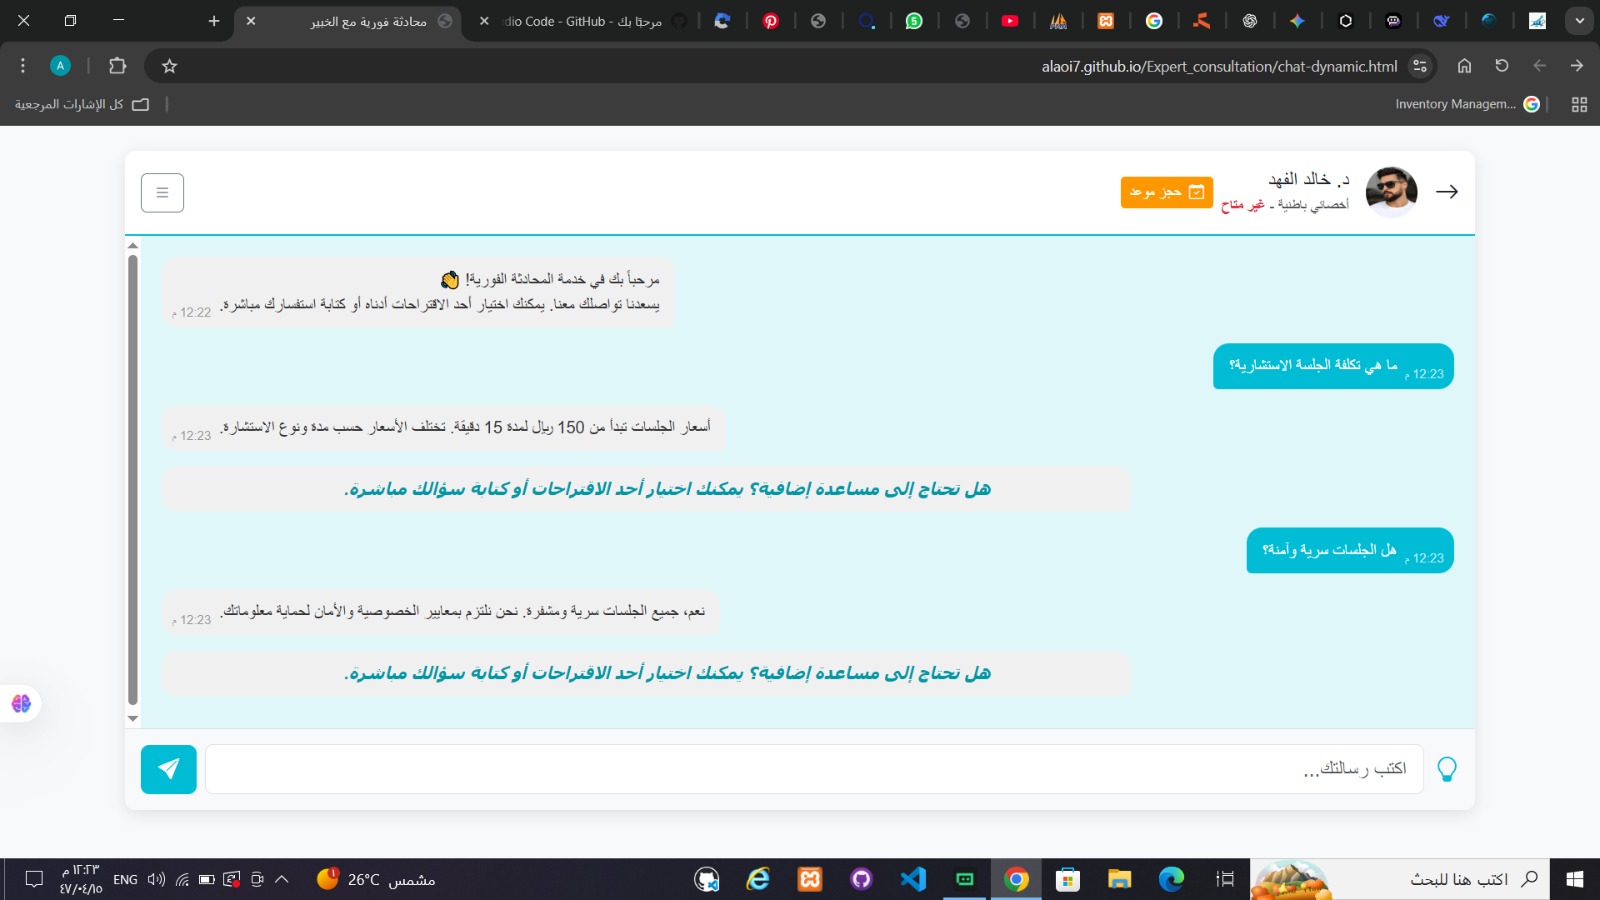 محادثة فورية مع الخبير
مرحبًا بك في GitHub - dio Code
A
alaoi7.github.io/Expert_consultation/chat-dynamic.html
كل الإشارات المرجعية
Inventory Managem...
د. خالد الفهد
أخصائي باطنية - غير متاح
حجز موعد
مرحباً بك في خدمة المحادثة الفورية! 👏
يسعدنا تواصلك معنا. يمكنك اختيار أحد الاقتراحات أدناه أو كتابة استفسارك مباشرة.
12:22 م
ما هي تكلفة الجلسة الاستشارية؟
12:23 م
أسعار الجلسات تبدأ من 150 ريال لمدة 15 دقيقة. تختلف الأسعار حسب مدة ونوع الاستشارة.
12:23 م
هل تحتاج إلى مساعدة إضافية؟ يمكنك اختيار أحد الاقتراحات أو كتابة سؤالك مباشرة.
هل الجلسات سرية وآمنة؟
12:23 م
نعم، جميع الجلسات سرية ومشفرة. نحن نلتزم بمعايير الخصوصية والأمان لحماية معلوماتك.
12:23 م
هل تحتاج إلى مساعدة إضافية؟ يمكنك اختيار أحد الاقتراحات أو كتابة سؤالك مباشرة.
اكتب رسالتك...
اكتب هنا للبحث
مشمس 26°C
ENG
١٢:٢٣ م
٤٧/٠٤/١٥